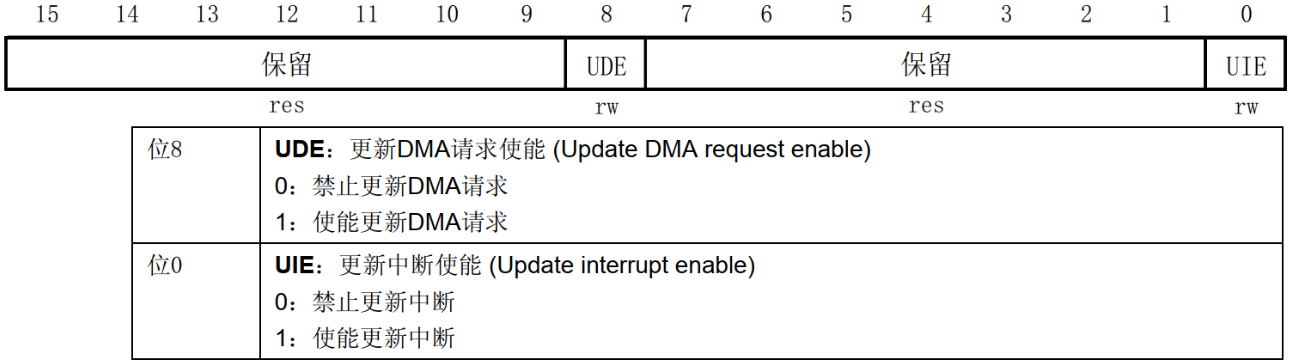 15 14 13 12 11 10 9 8 7 6 5 4 3 2 1 0
保留 UDE 保留 UIE
res rw res rw
位8 UDE：更新DMA请求使能 (Update DMA request enable)
0：禁止更新DMA请求
1：使能更新DMA请求
位0 UIE：更新中断使能 (Update interrupt enable)
0：禁止更新中断
1：使能更新中断